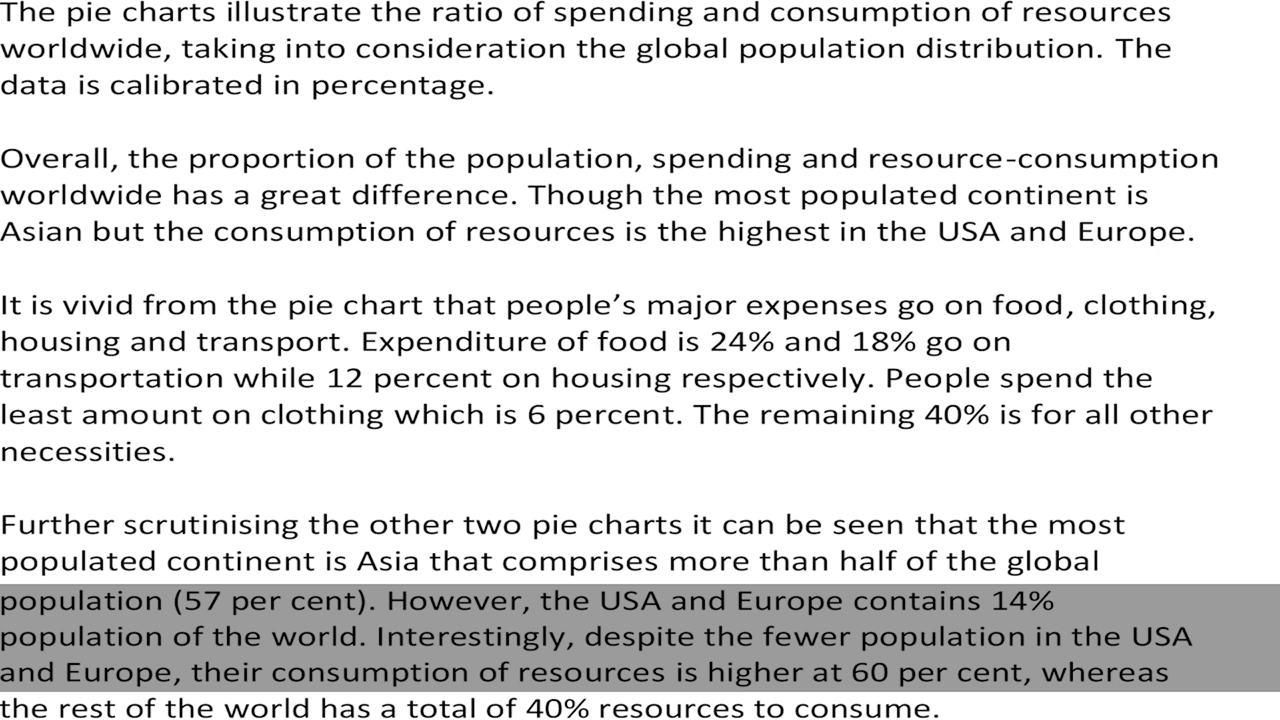 The pie charts illustrate the ratio of spending and consumption of resources
worldwide, taking into consideration the global population distribution. The
data is calibrated in percentage.
Overall, the proportion of the population, spending and resource-consumption
worldwide has a great difference. Though the most populated continent is
Asian but the consumption of resources is the highest in the USA and Europe.
It is vivid from the pie chart that people’s major expenses go on food, clothing,
housing and transport. Expenditure of food is 24% and 18% go on
transportation while 12 percent on housing respectively. People spend the
least amount on clothing which is 6 percent. The remaining 40% is for all other
necessities.
Further scrutinising the other two pie charts it can be seen that the most
populated continent is Asia that comprises more than half of the global
population (57 per cent). However, the USA and Europe contains 14%
population of the world. Interestingly, despite the fewer population in the USA
and Europe, their consumption of resources is higher at 60 per cent, whereas
the rest of the world has a total of 40% resources to consume.